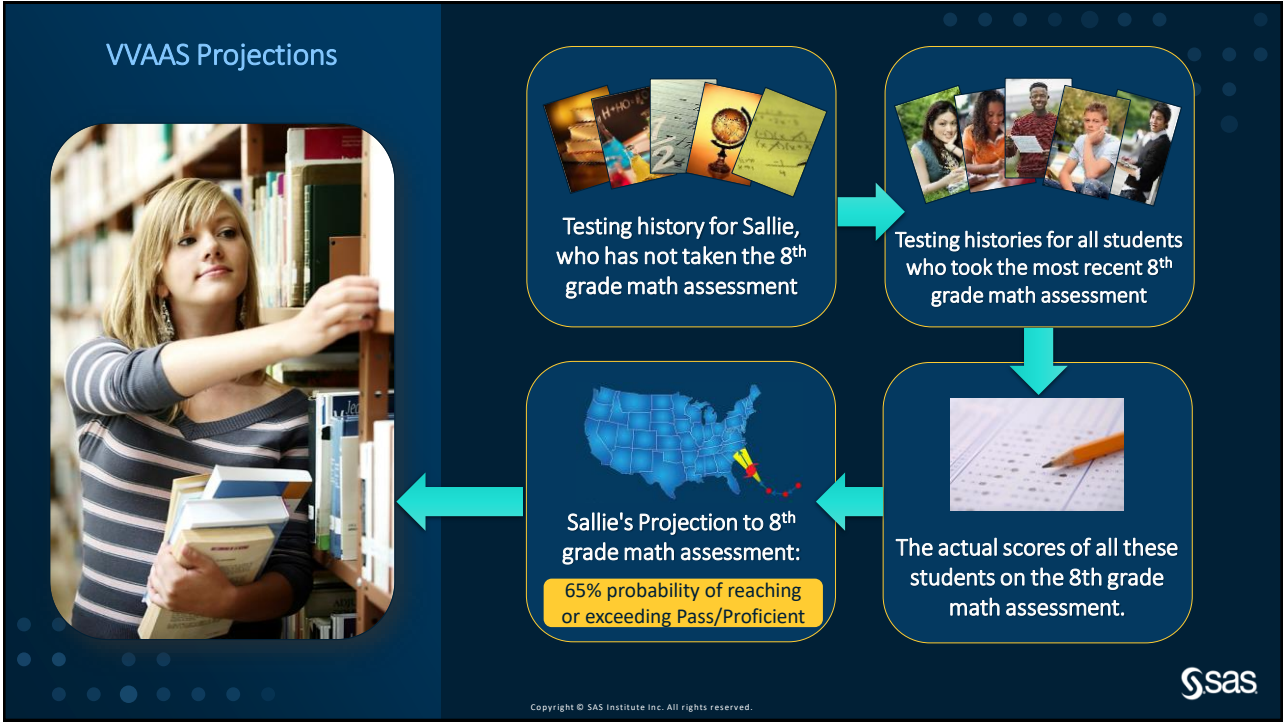 VVAAS Projections
Testing history for Sallie,
who has not taken the 8th
grade math assessment
Testing histories for all students
who took the most recent 8th
grade math assessment
The actual scores of all these
students on the 8th grade
math assessment.
Sallie's Projection to 8th
grade math assessment:
65% probability of reaching
or exceeding Pass/Proficient
sas
Copyright © SAS Institute Inc. All rights reserved.